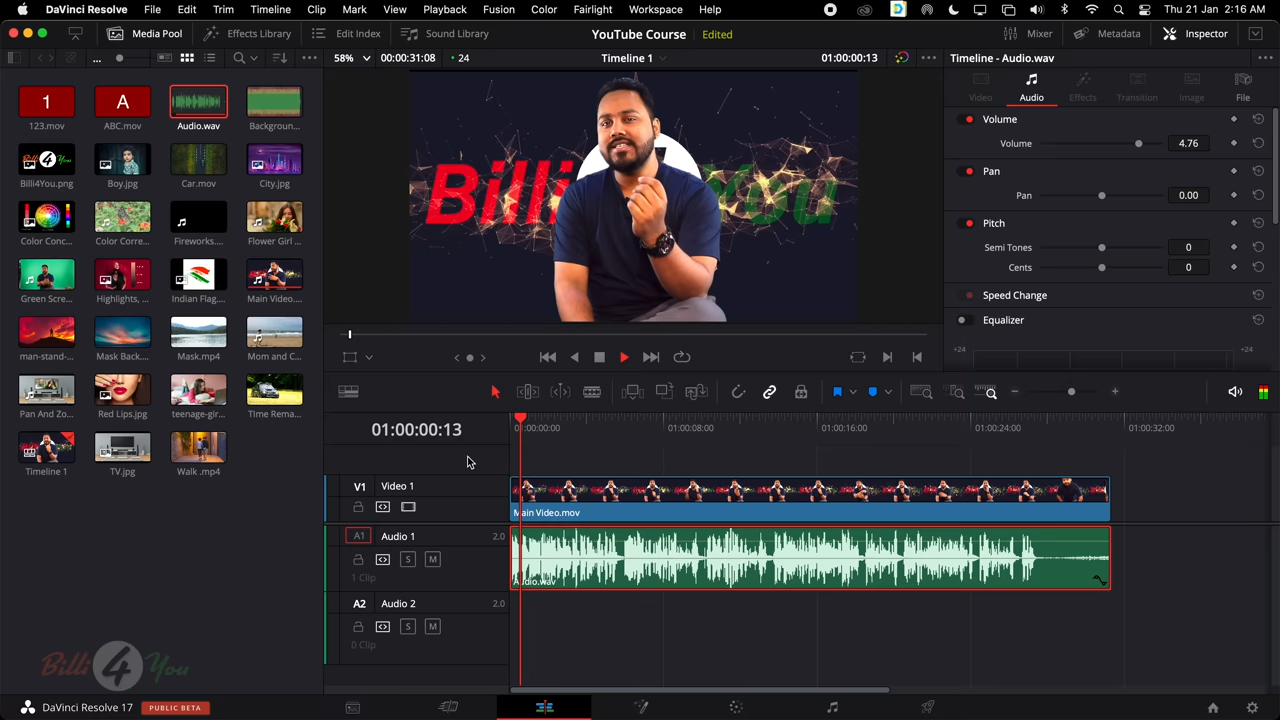 DaVinci Resolve File Edit Trim Timeline Clip Mark View Playback Fusion Color Fairlight Workspace Help Thu 21 Jan 2:16 AM
Media Pool Effects Library Edit Index Sound Library YouTube Course Edited Mixer Metadata Inspector
... 58% 00:00:31:08 24 Timeline 1 01:00:00:13 ... Timeline - Audio.wav ...
1 A
123.mov ABC.mov Audio.wav Backgroun...
Billi4You.png Boy.jpg Car.mov City.jpg
Color Conc... Color Corre... Fireworks.... Flower Girl ...
Green Scre... Highlights, ... Indian Flag.... Main Video....
man-stand-... Mask Back... Mask.mp4 Mom and C...
Pan And Zo... Red Lips.jpg teenage-gir... TIme Rema...
Timeline 1 TV.jpg Walk .mp4
Billi You
Video Audio Effects Transition Image File
Volume
Volume 4.76
Pan
Pan 0.00
Pitch
Semi Tones 0
Cents 0
Speed Change
Equalizer
+24 +24
01:00:00:13
01:00:00:00 01:00:08:00 01:00:16:00 01:00:24:00 01:00:32:00
V1 Video 1
Main Video.mov
A1 Audio 1 2.0
S M
1 Clip
Audio.wav
A2 Audio 2 2.0
S M
0 Clip
Billi 4 You
DaVinci Resolve 17 PUBLIC BETA